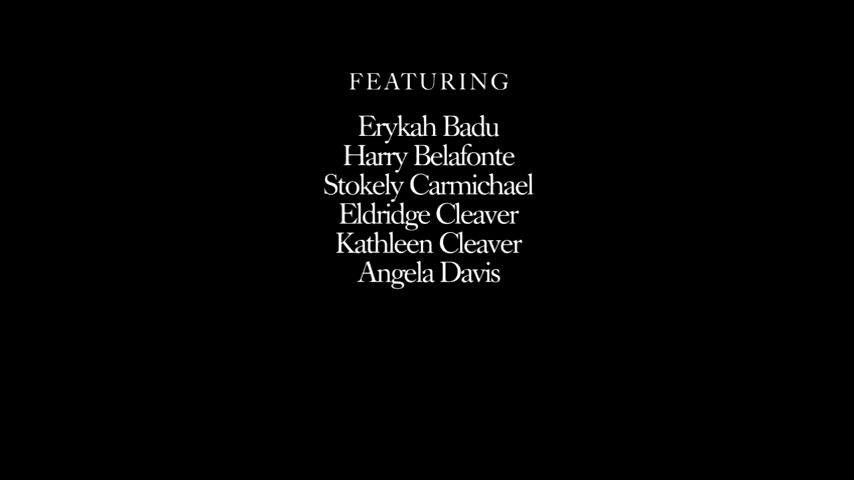 FEATURING
Erykah Badu
Harry Belafonte
Stokely Carmichael
Eldridge Cleaver
Kathleen Cleaver
Angela Davis